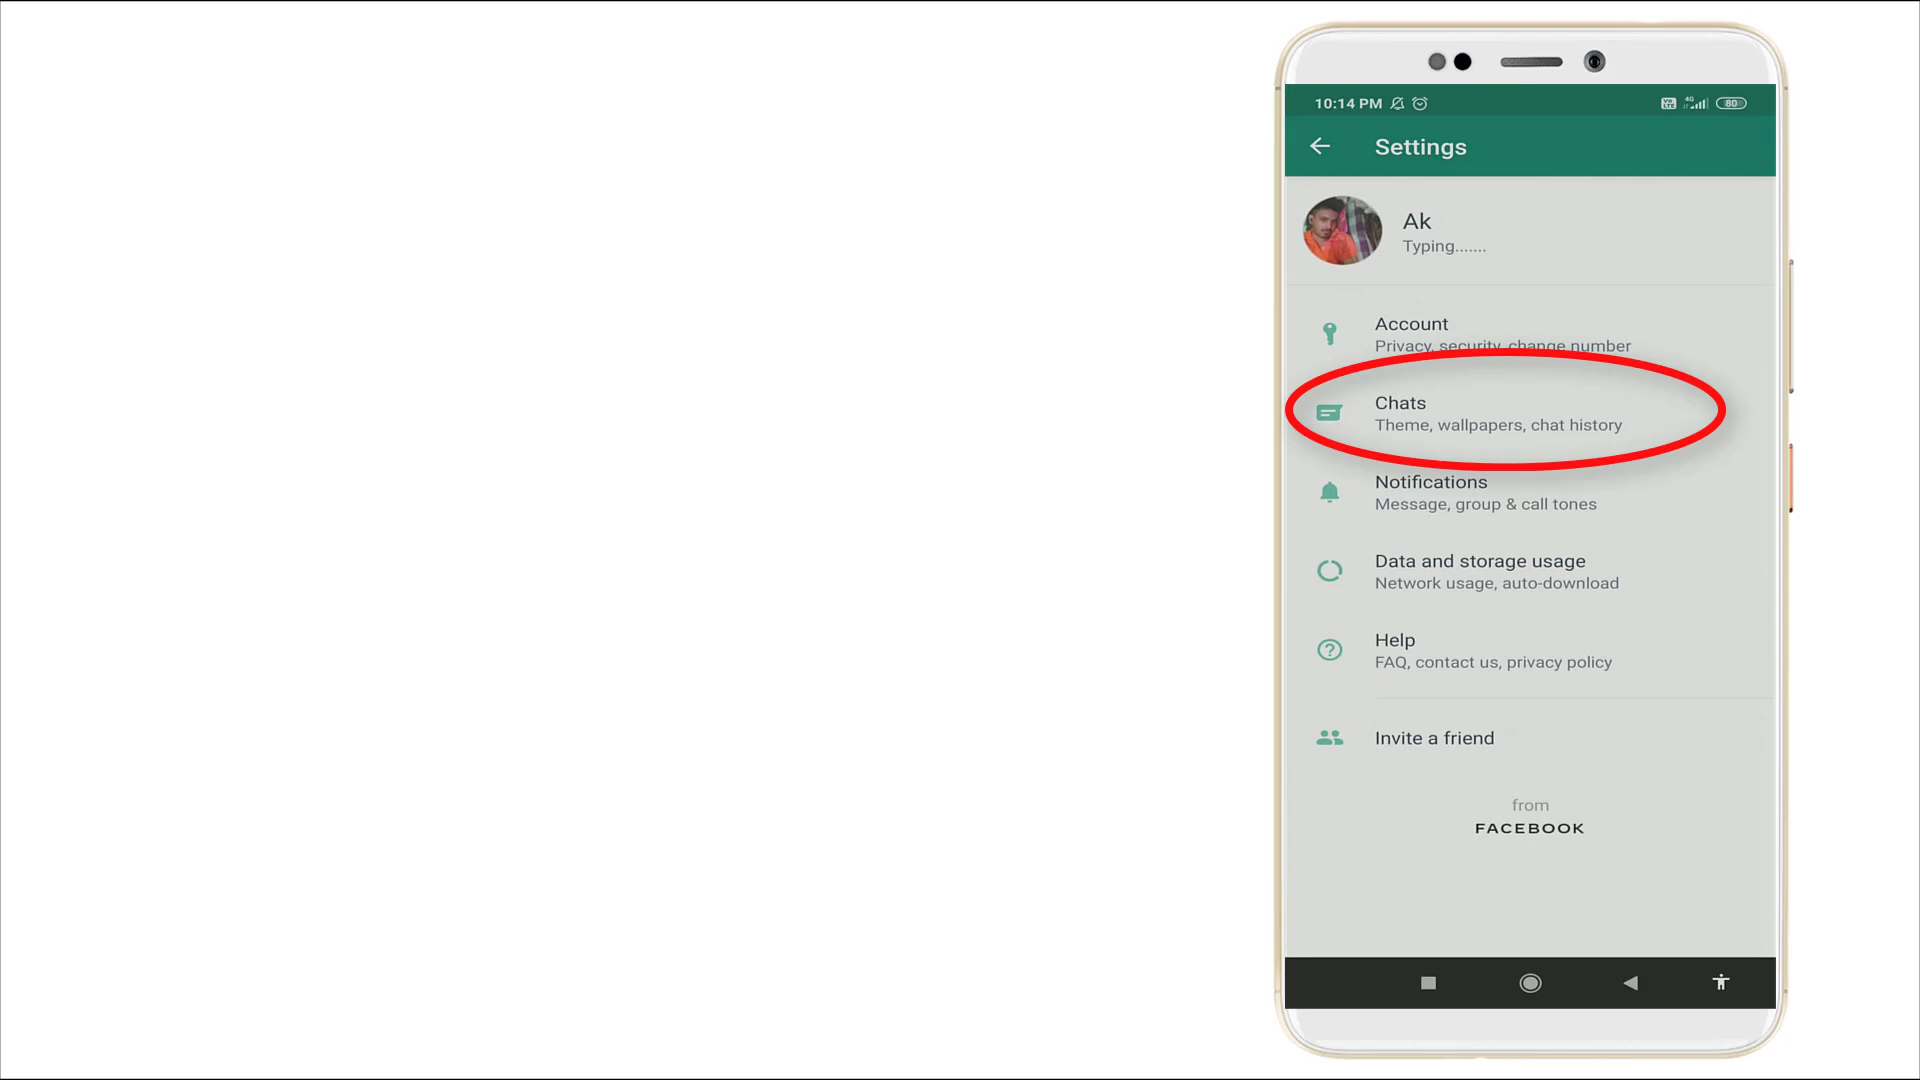 10:14 PM
4G
80
Settings
Ak
Typing.......
Account
Privacy, security, change number
Chats
Theme, wallpapers, chat history
Notifications
Message, group & call tones
Data and storage usage
Network usage, auto-download
Help
FAQ, contact us, privacy policy
Invite a friend
from
FACEBOOK